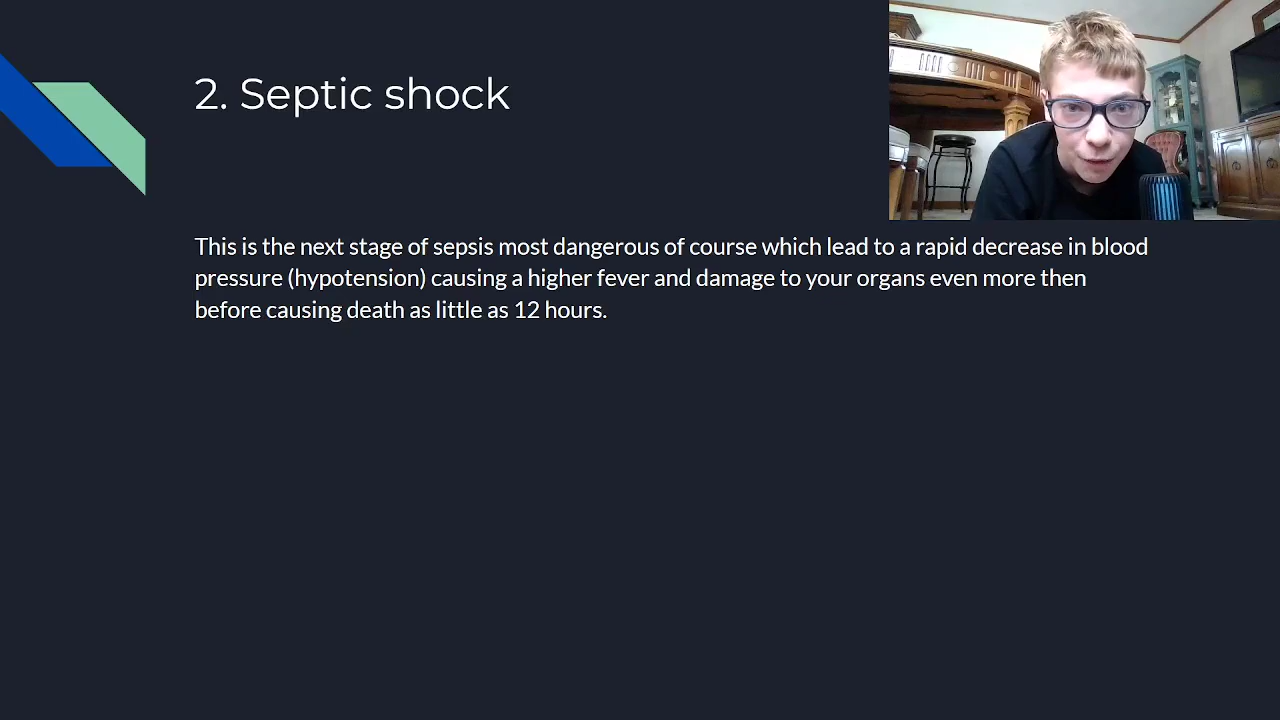 2. Septic shock
This is the next stage of sepsis most dangerous of course which lead to a rapid decrease in blood
pressure (hypotension) causing a higher fever and damage to your organs even more then
before causing death as little as 12 hours.